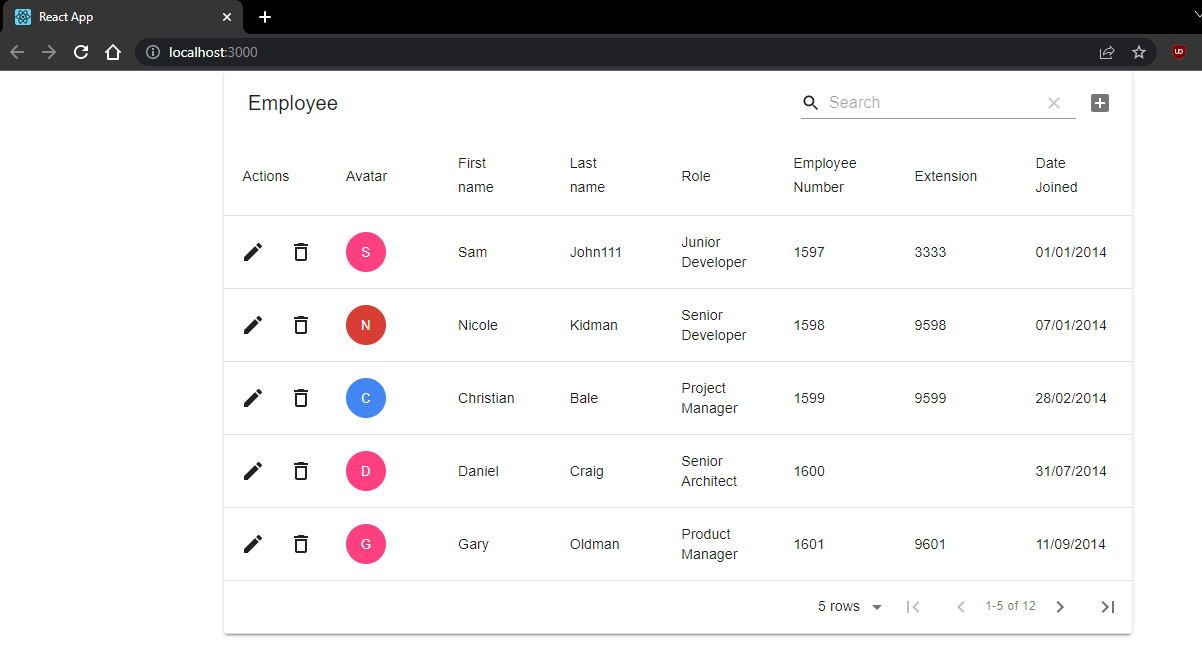 React App
localhost:3000
Employee
Search
Actions Avatar First name Last name Role Employee Number Extension Date Joined
S Sam John111 Junior Developer 1597 3333 01/01/2014
N Nicole Kidman Senior Developer 1598 9598 07/01/2014
C Christian Bale Project Manager 1599 9599 28/02/2014
D Daniel Craig Senior Architect 1600 31/07/2014
G Gary Oldman Product Manager 1601 9601 11/09/2014
5 rows 1-5 of 12